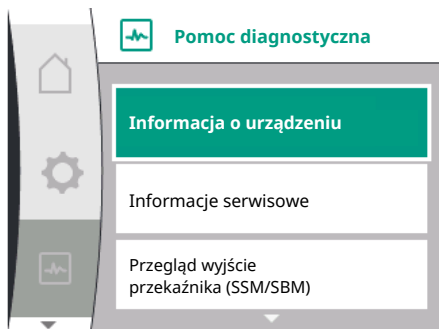 Pomoc diagnostyczna
Informacja o urządzeniu
Informacje serwisowe
Przegląd wyjście
przekaźnika (SSM/SBM)